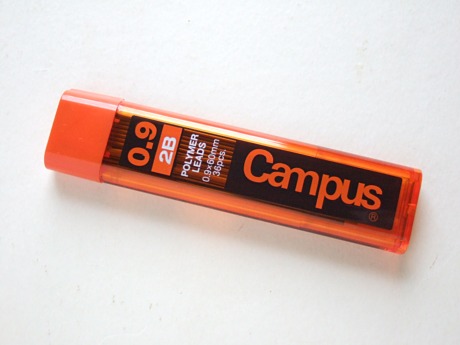 0.9
2B
POLYMER
LEADS
0.9×60mm
36pcs.
Campus®